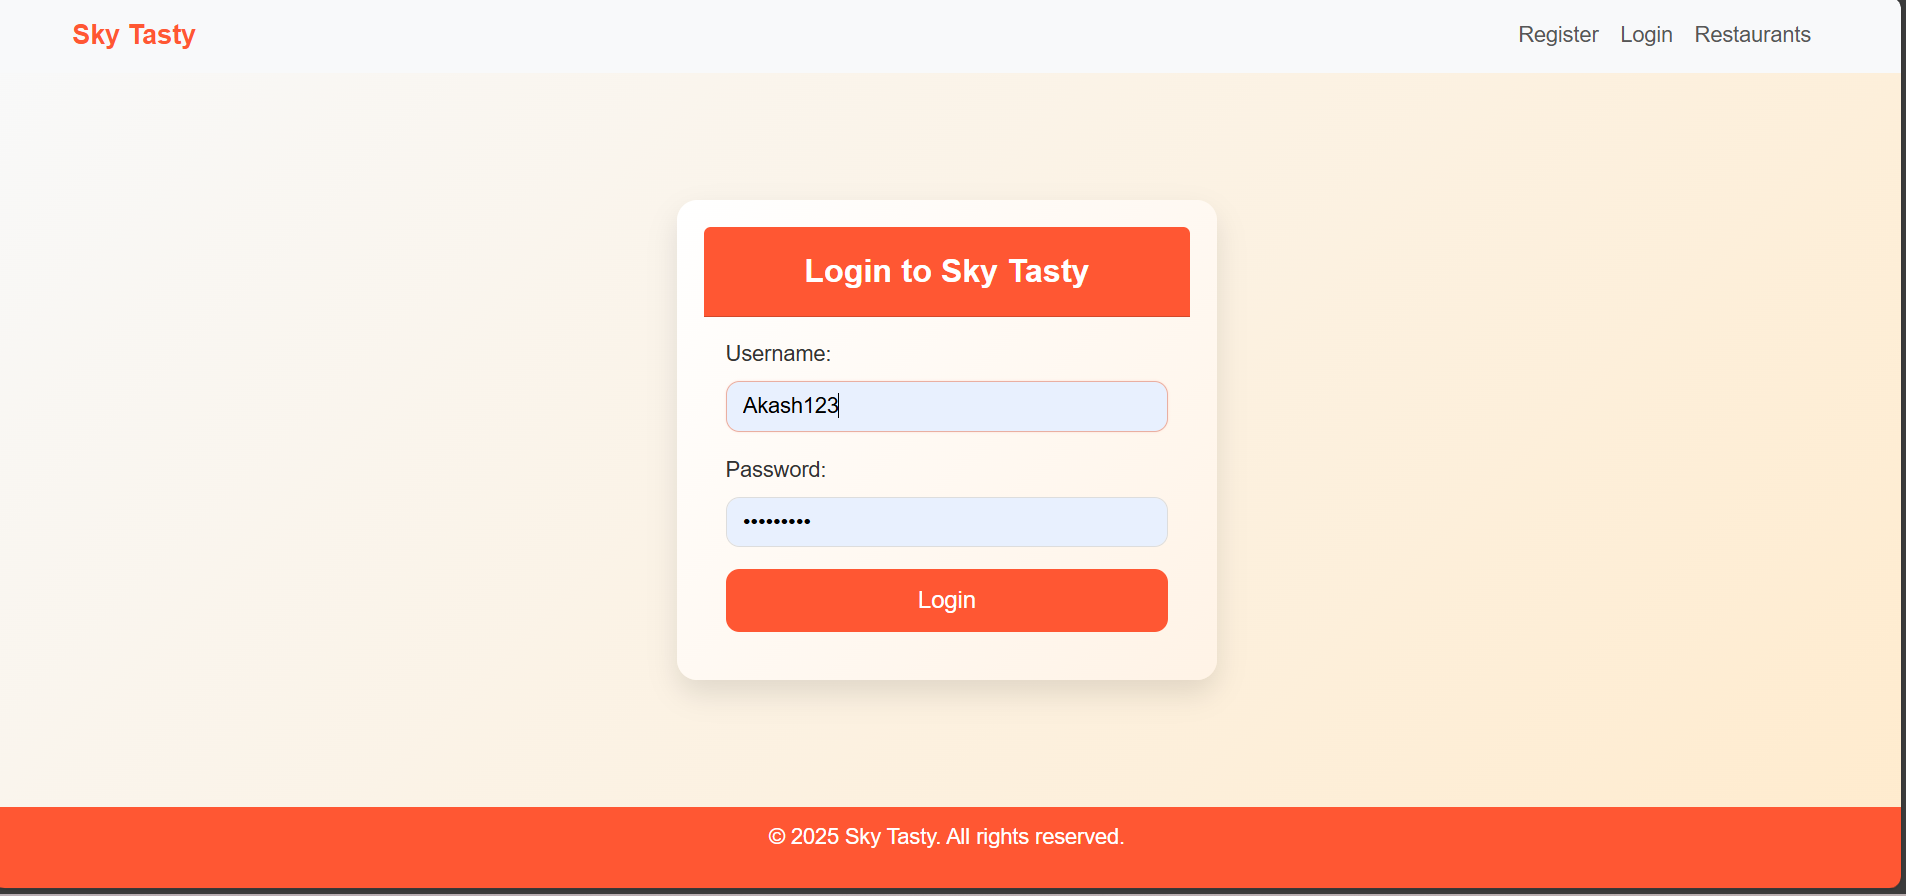 Sky Tasty
Register Login Restaurants
Login to Sky Tasty
Username:
Akash123
Password:
•••••••••
Login
© 2025 Sky Tasty. All rights reserved.